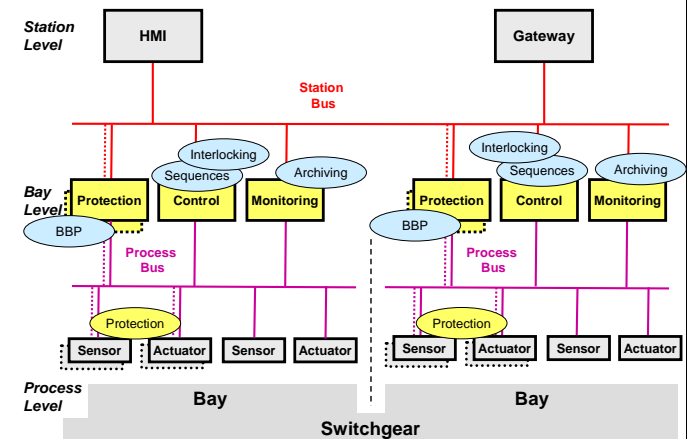 Station
Level
HMI
Gateway
Station
Bus
Interlocking
Sequences
Archiving
Interlocking
Sequences
Archiving
Bay
Level
Protection
Control
Monitoring
Protection
Control
Monitoring
BBP
BBP
Process
Bus
Process
Bus
Protection
Protection
Sensor
Actuator
Sensor
Actuator
Sensor
Actuator
Sensor
Actuator
Process
Level
Bay
Bay
Switchgear